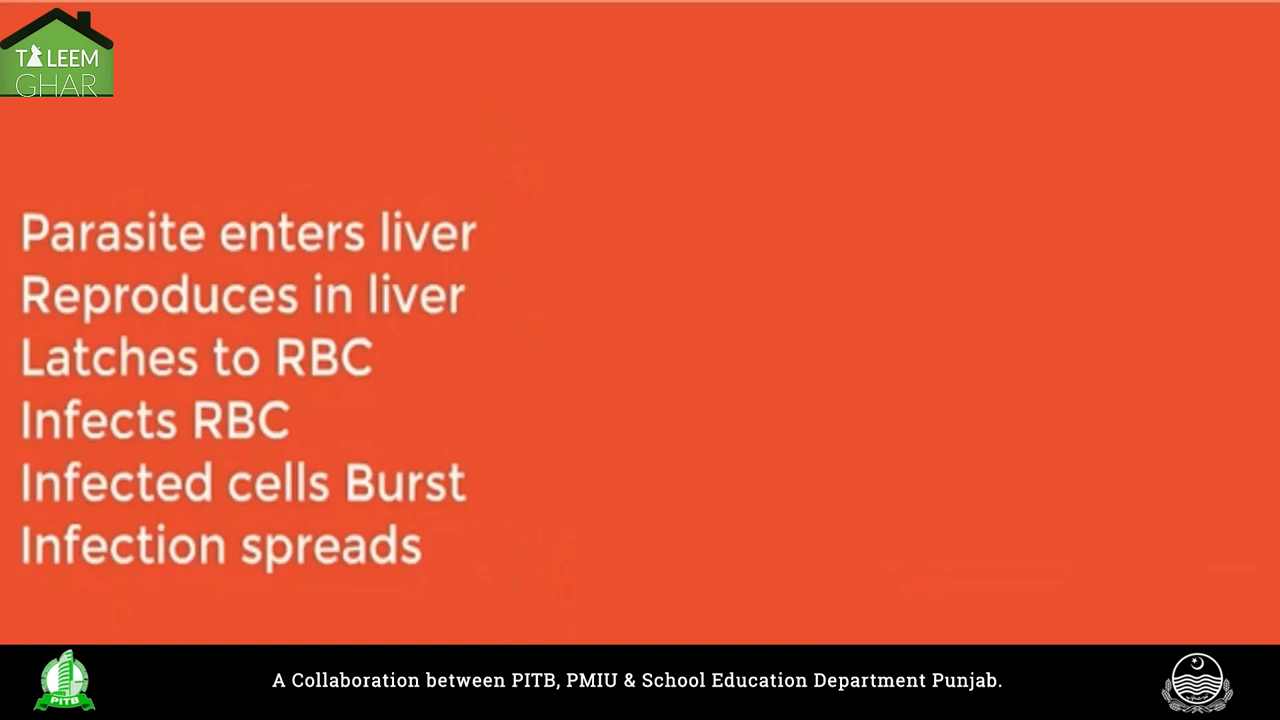 TALEEM
GHAR
Parasite enters liver
Reproduces in liver
Latches to RBC
Infects RBC
Infected cells Burst
Infection spreads
PITB
A Collaboration between PITB, PMIU & School Education Department Punjab.